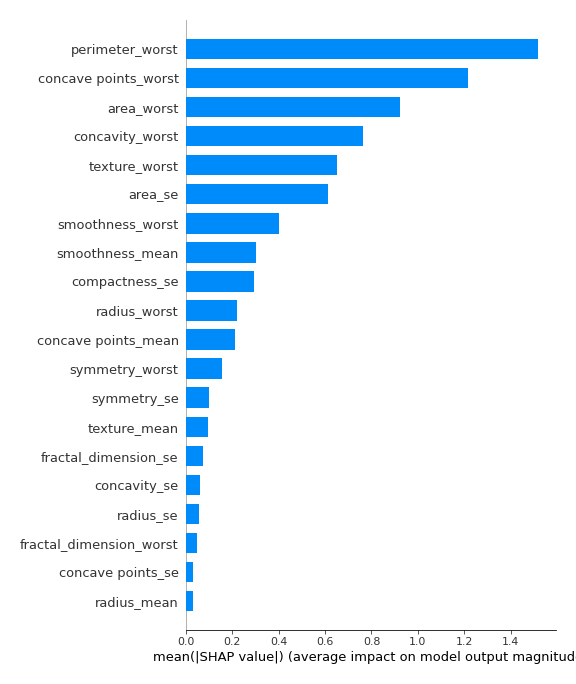 perimeter_worst
concave points_worst
area_worst
concavity_worst
texture_worst
area_se
smoothness_worst
smoothness_mean
compactness_se
radius_worst
concave points_mean
symmetry_worst
symmetry_se
texture_mean
fractal_dimension_se
concavity_se
radius_se
fractal_dimension_worst
concave points_se
radius_mean
0.0 0.2 0.4 0.6 0.8 1.0 1.2 1.4
mean(|SHAP value|) (average impact on model output magnitud